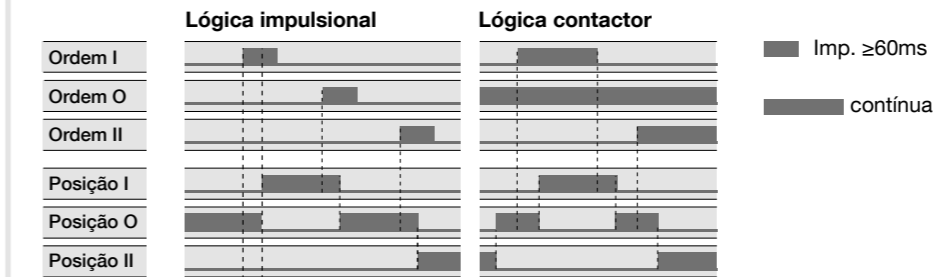 Lógica impulsional
Lógica contactor
Ordem I
Ordem O
Ordem II
Posição I
Posição O
Posição II
Imp. ≥60ms
contínua